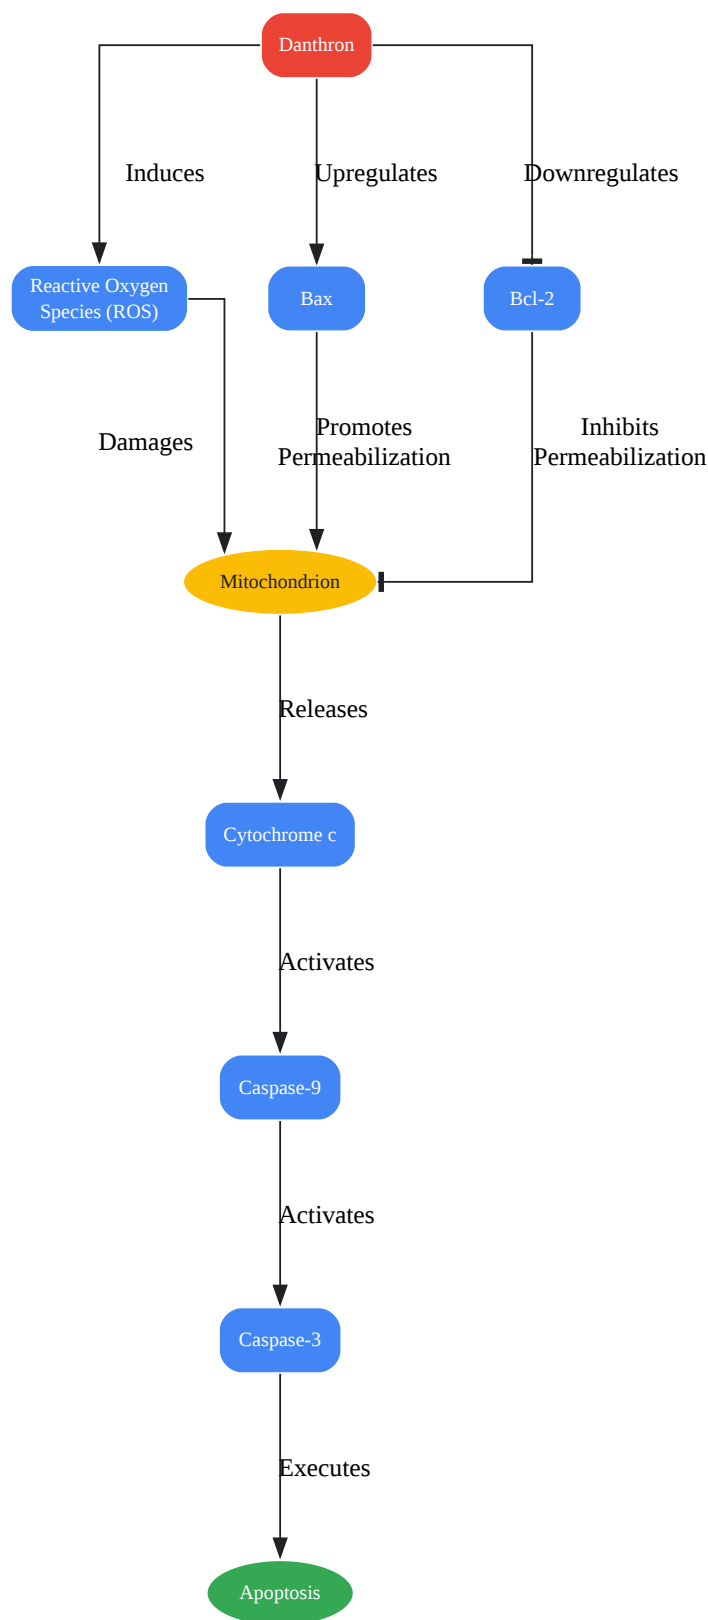 Danthron
Induces
Upregulates
Downregulates
Reactive Oxygen
Species (ROS)
Bax
Bcl-2
Damages
Promotes
Permeabilization
Inhibits
Permeabilization
Mitochondrion
Releases
Cytochrome c
Activates
Caspase-9
Activates
Caspase-3
Executes
Apoptosis